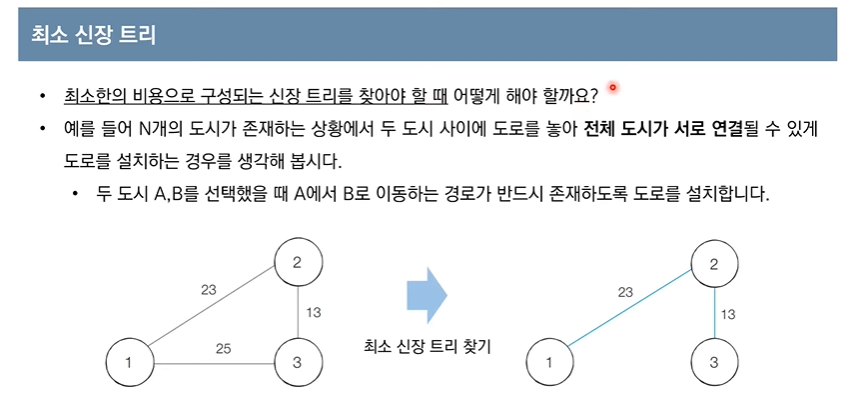 최소 신장 트리
• 최소한의 비용으로 구성되는 신장 트리를 찾아야 할 때 어떻게 해야 할까요?
• 예를 들어 N개의 도시가 존재하는 상황에서 두 도시 사이에 도로를 놓아 전체 도시가 서로 연결될 수 있게
도로를 설치하는 경우를 생각해 봅시다.
• 두 도시 A,B를 선택했을 때 A에서 B로 이동하는 경로가 반드시 존재하도록 도로를 설치합니다.
2
23
13
1
25
3
최소 신장 트리 찾기
2
23
13
1
3